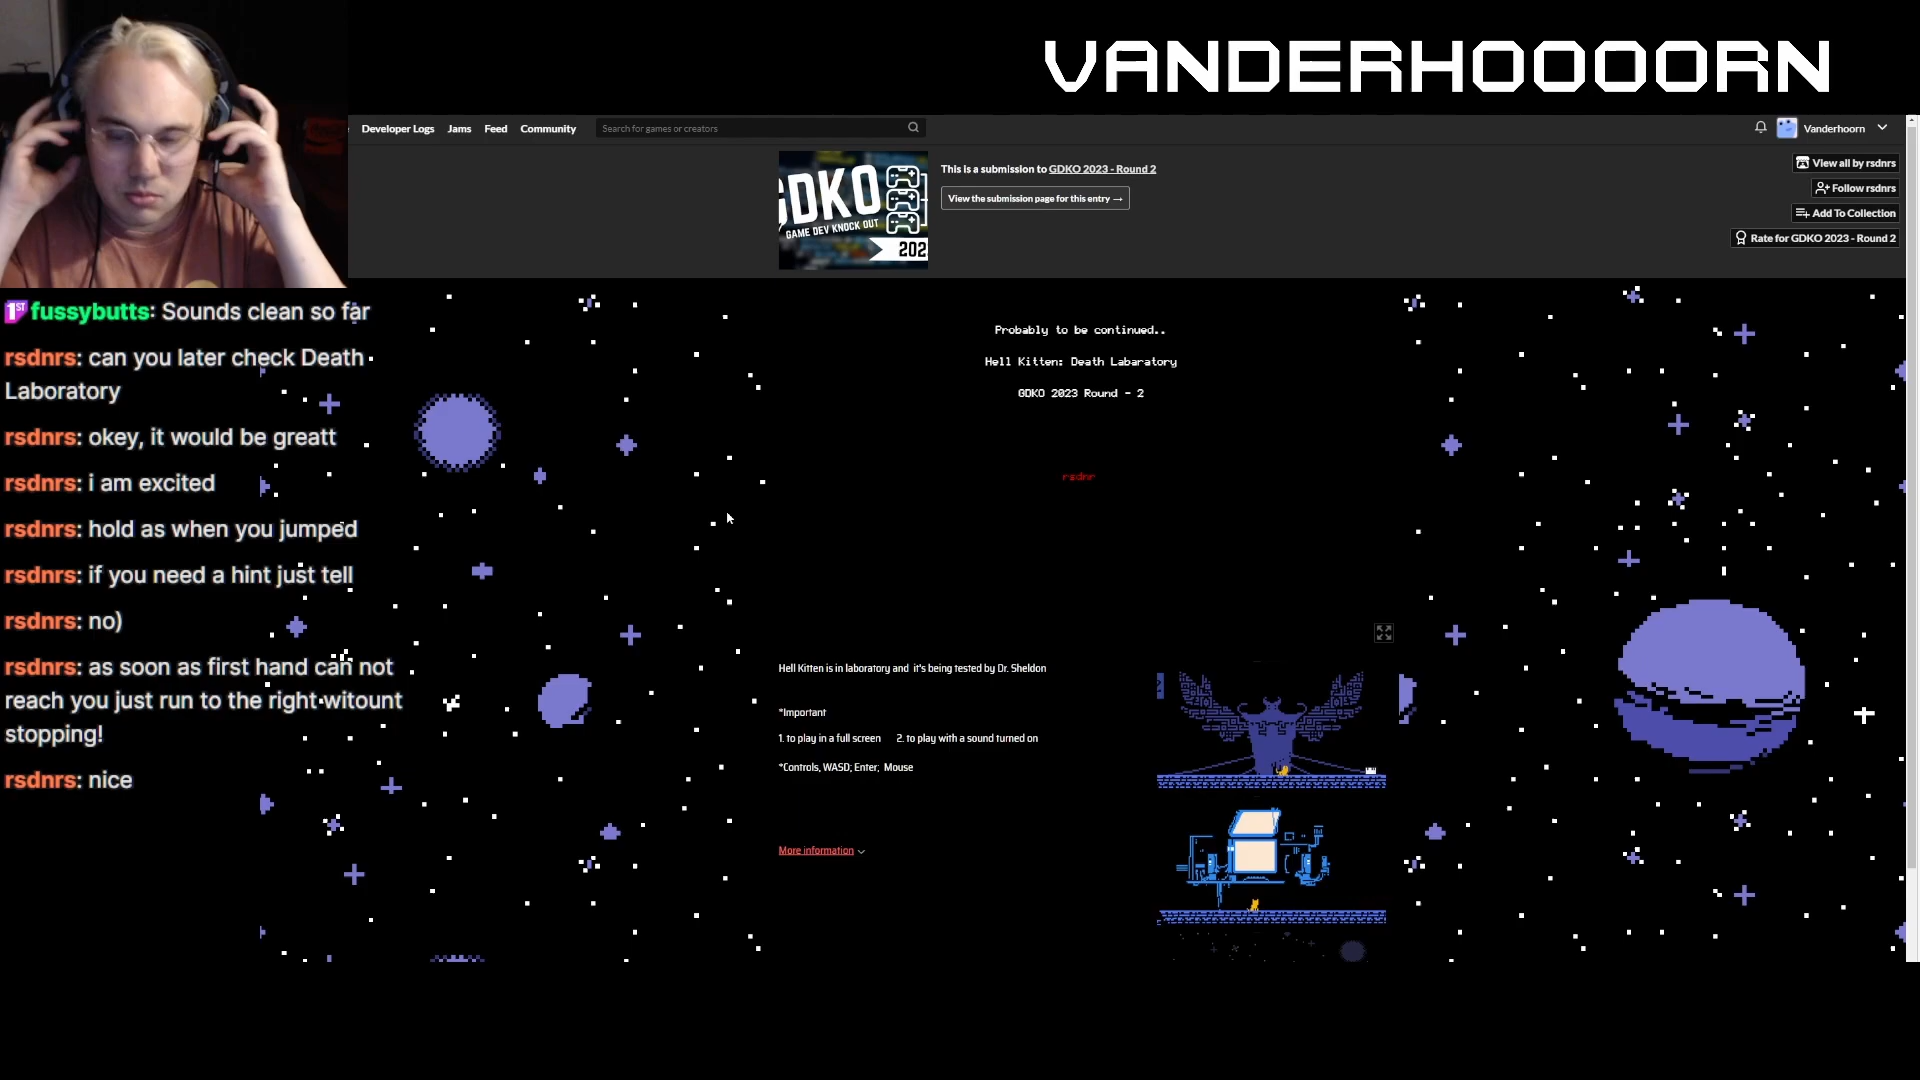 VANDERHOOOORN
Developer Logs Jams Feed Community Search for games or creators Vanderhoorn
GDKO
GAME DEV KNOCK OUT
202
This is a submission to GDKO 2023 - Round 2
View the submission page for this entry →
View all by rsdnrs
Follow rsdnrs
Add To Collection
Rate for GDKO 2023 - Round 2
1ST fussybutts: Sounds clean so far
rsdnrs: can you later check Death
Laboratory
rsdnrs: okey, it would be greatt
rsdnrs: i am excited
rsdnrs: hold as when you jumped
rsdnrs: if you need a hint just tell
rsdnrs: no)
rsdnrs: as soon as first hand can not
reach you just run to the right witount
stopping!
rsdnrs: nice
Probably to be continued..
Hell Kitten: Death Labaratory
GDKO 2023 Round - 2
rsdnr
Hell Kitten is in laboratory and it's being tested by Dr. Sheldon
*Important
1. to play in a full screen 2. to play with a sound turned on
*Controls, WASD; Enter; Mouse
More information